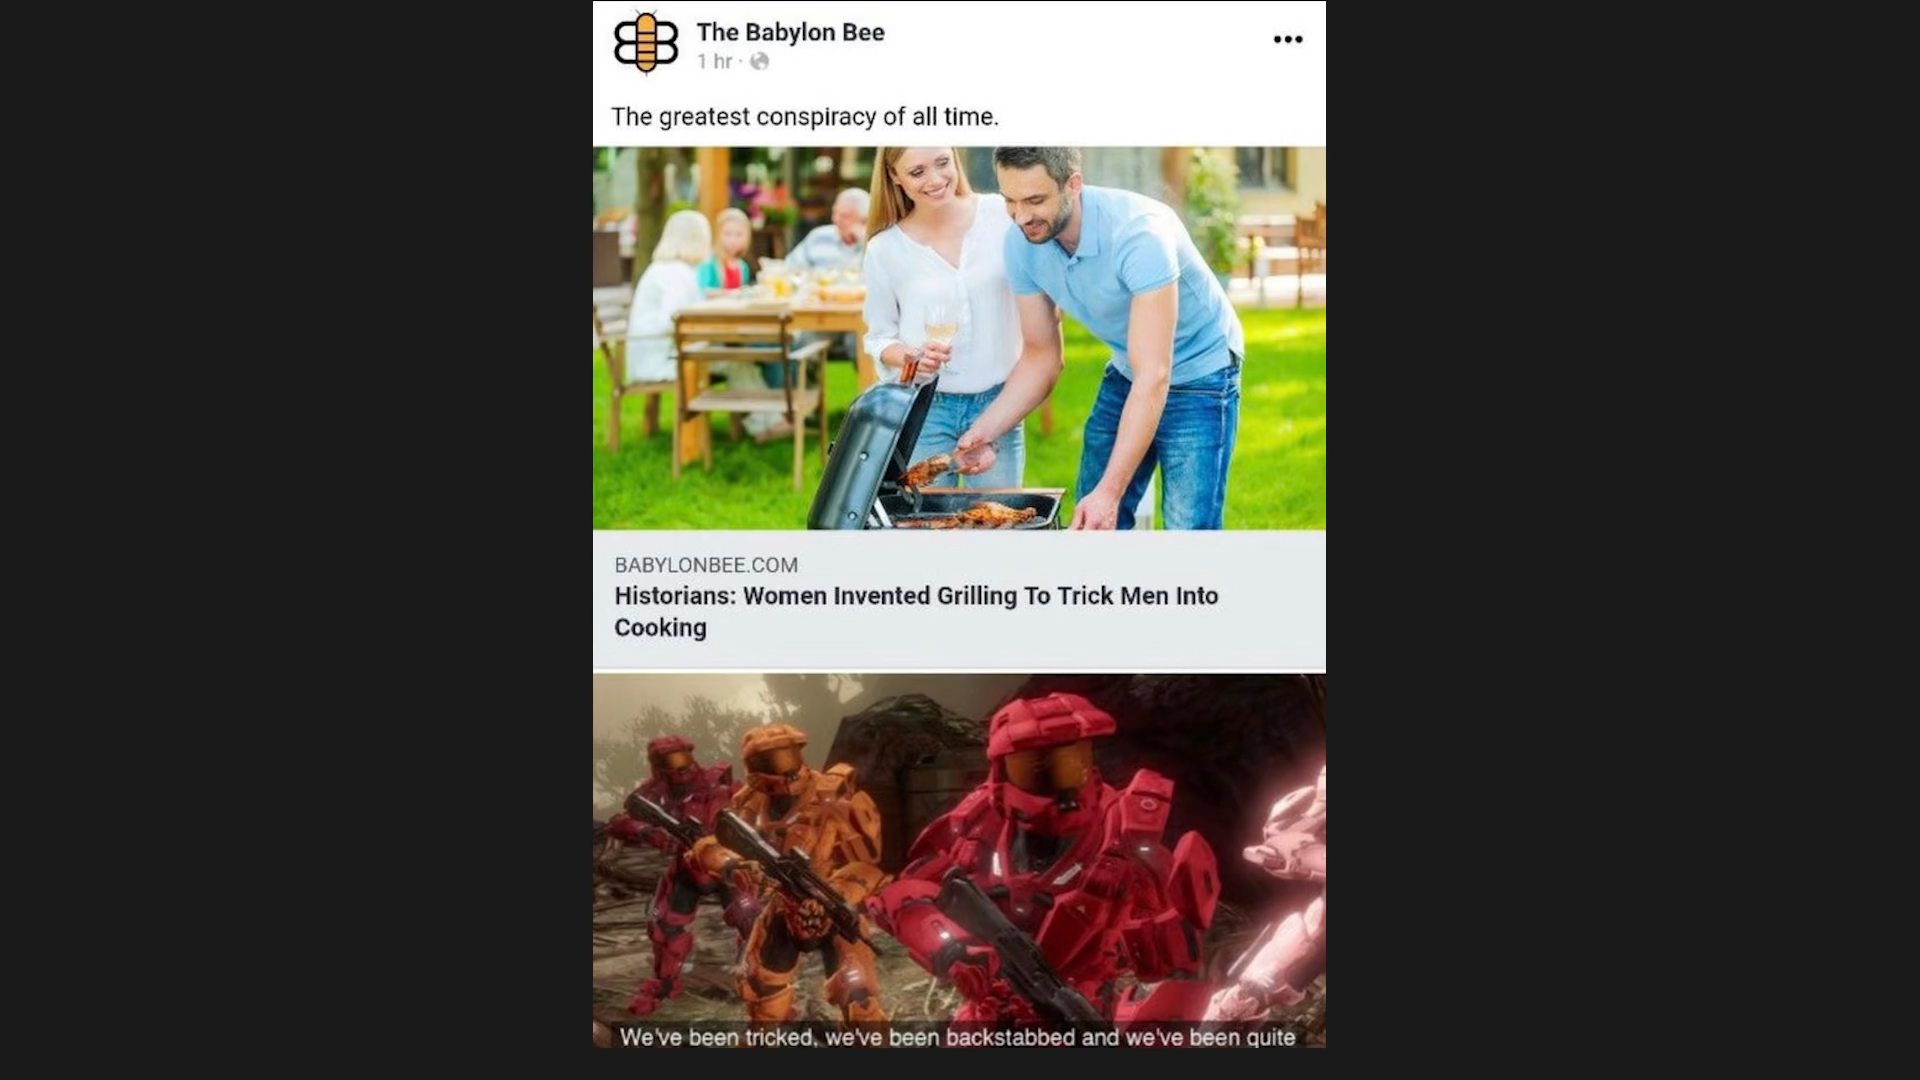 The Babylon Bee
1 hr ·
The greatest conspiracy of all time.
BABYLONBEE.COM
Historians: Women Invented Grilling To Trick Men Into
Cooking
We've been tricked, we've been backstabbed and we've been quite